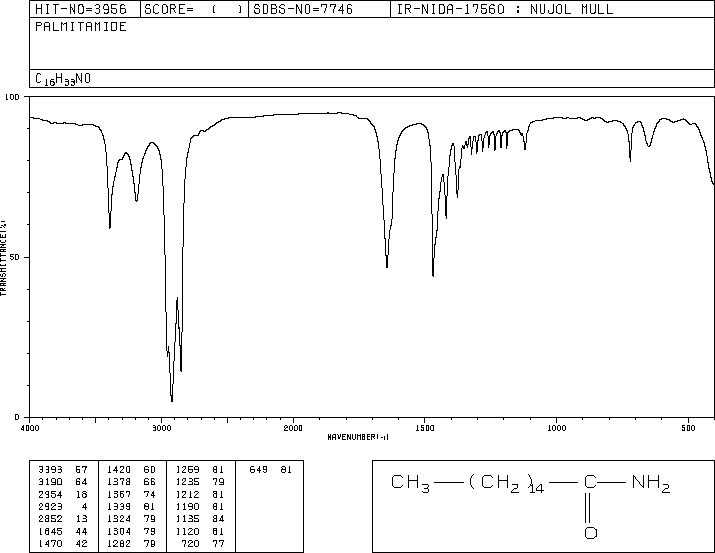 HIT-NO=3956 SCORE= ( ) SDBS-NO=7746 IR-NIDA-17560 : NUJOL MULL
PALMITAMIDE
C16H33NO
100
50
0
TRANSMITTANCE(%)
4000 3000 2000 1500 1000 500
WAVENUMBER(-1)
3393 57 1420 60 1259 81 649 81
3190 64 1378 66 1235 79
2954 18 1367 74 1212 81
2923 4 1339 81 1190 81
2852 13 1324 79 1135 84
1645 44 1304 79 1120 81
1470 42 1282 79 720 77
CH3 (CH2)14 C NH2
O